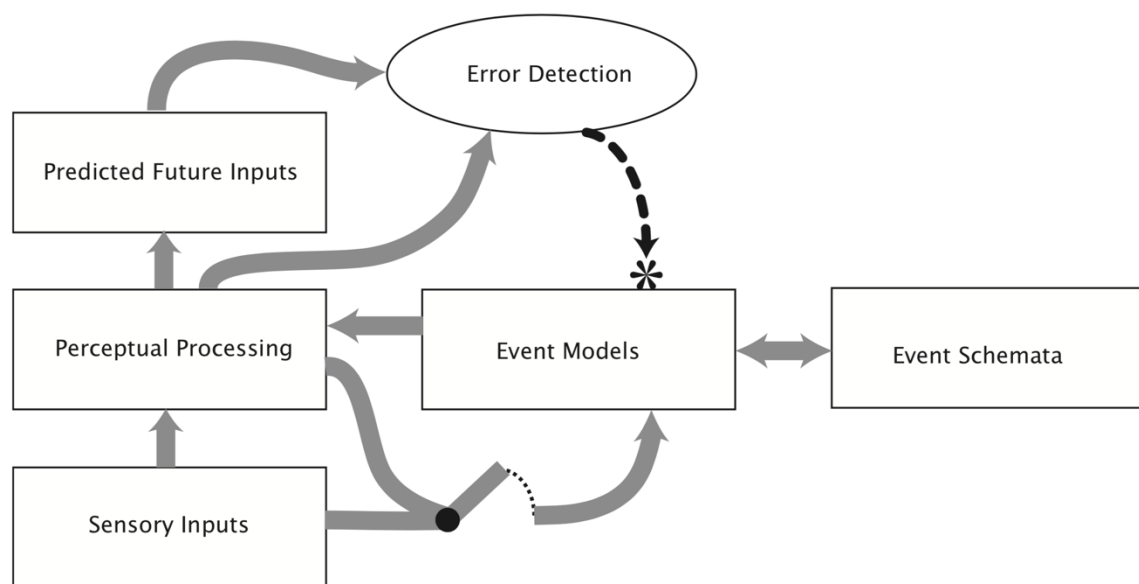 Error Detection
Predicted Future Inputs
Perceptual Processing
Event Models
Event Schemata
Sensory Inputs